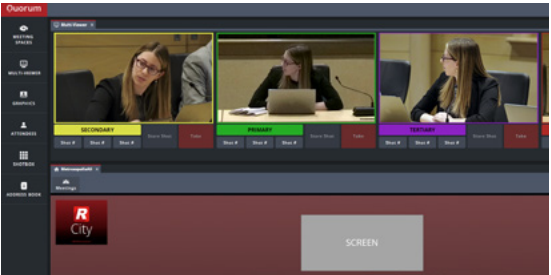 Quorum
MEETING
SPACES
MULTI-VIEWER
GRAPHICS
ATTENDEES
SHOTBOX
ADDRESS BOOK
Multi Viewer x
SECONDARY
Shot # Shot # Shot # Store Shot Take
PRIMARY
Shot # Shot # Shot # Store Shot Take
TERTIARY
Shot # Shot # Shot # Store Shot Take
Meetings
R
City
SCREEN